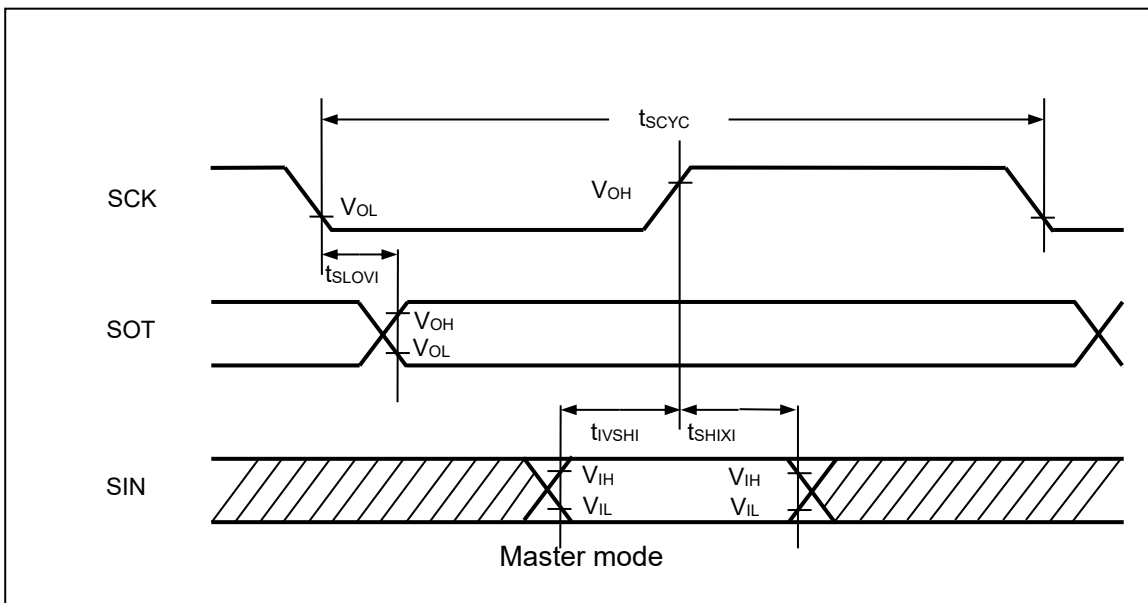 tSCYC
SCK
VOL
VOH
tSLOVI
SOT
VOH
VOL
tIVSHI
tSHIXI
SIN
VIH
VIH
VIL
VIL
Master mode